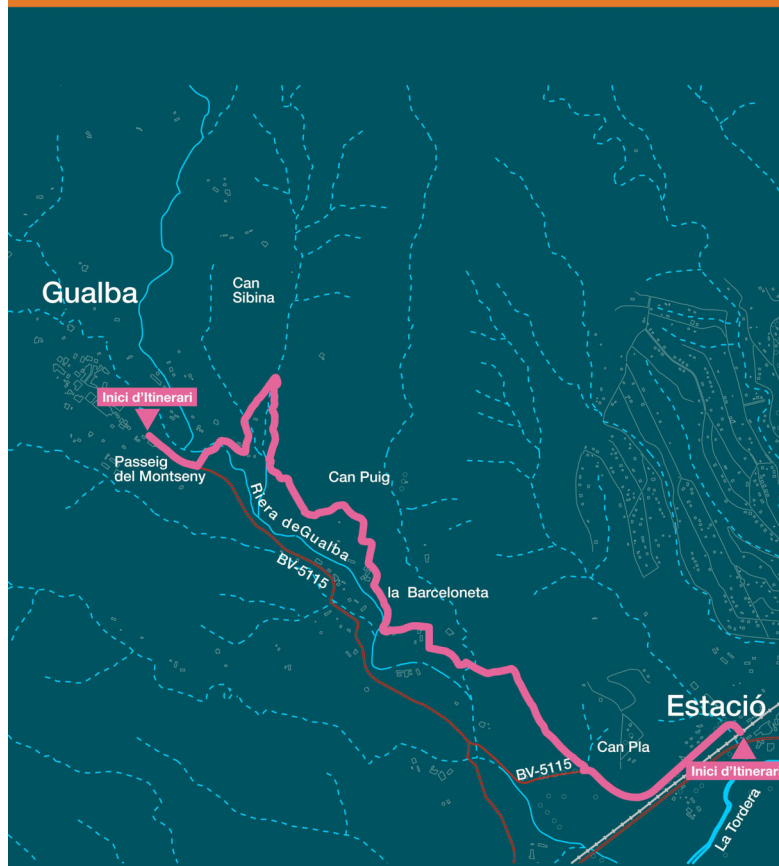 Gualba
Can
Sibina
Inici d'Itinerari
Passeig
del Montseny
Can Puig
Riera deGualba
BV-5115
la Barceloneta
Estació
Can Pla
BV-5115
Inici d'Itinerari
La Tordera